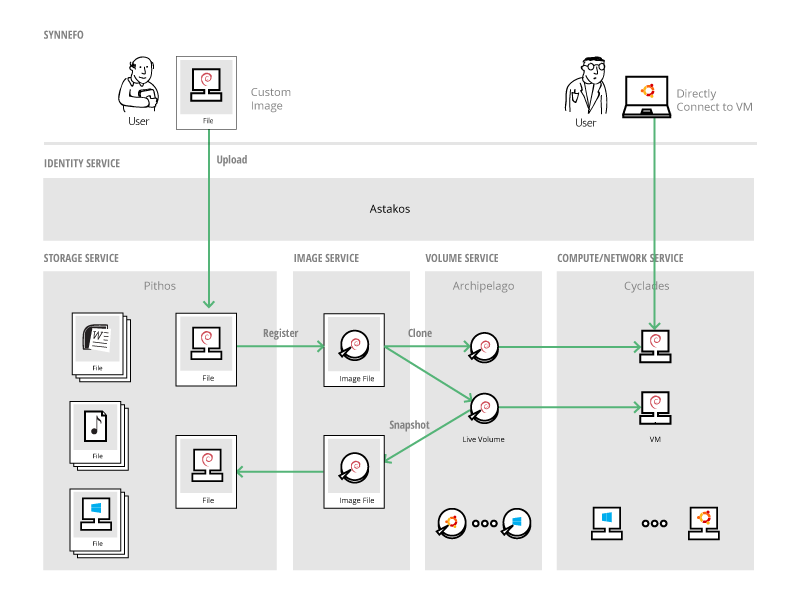 SYNNEFO
User
File
Custom
Image
User
Directly
Connect to VM
IDENTITY SERVICE
Upload
Astakos
STORAGE SERVICE
IMAGE SERVICE
VOLUME SERVICE
COMPUTE/NETWORK SERVICE
Pithos
Archipelago
Cyclades
W
File
File
Register
Image File
Clone
File
File
Image File
Snapshot
Live Volume
VM
File